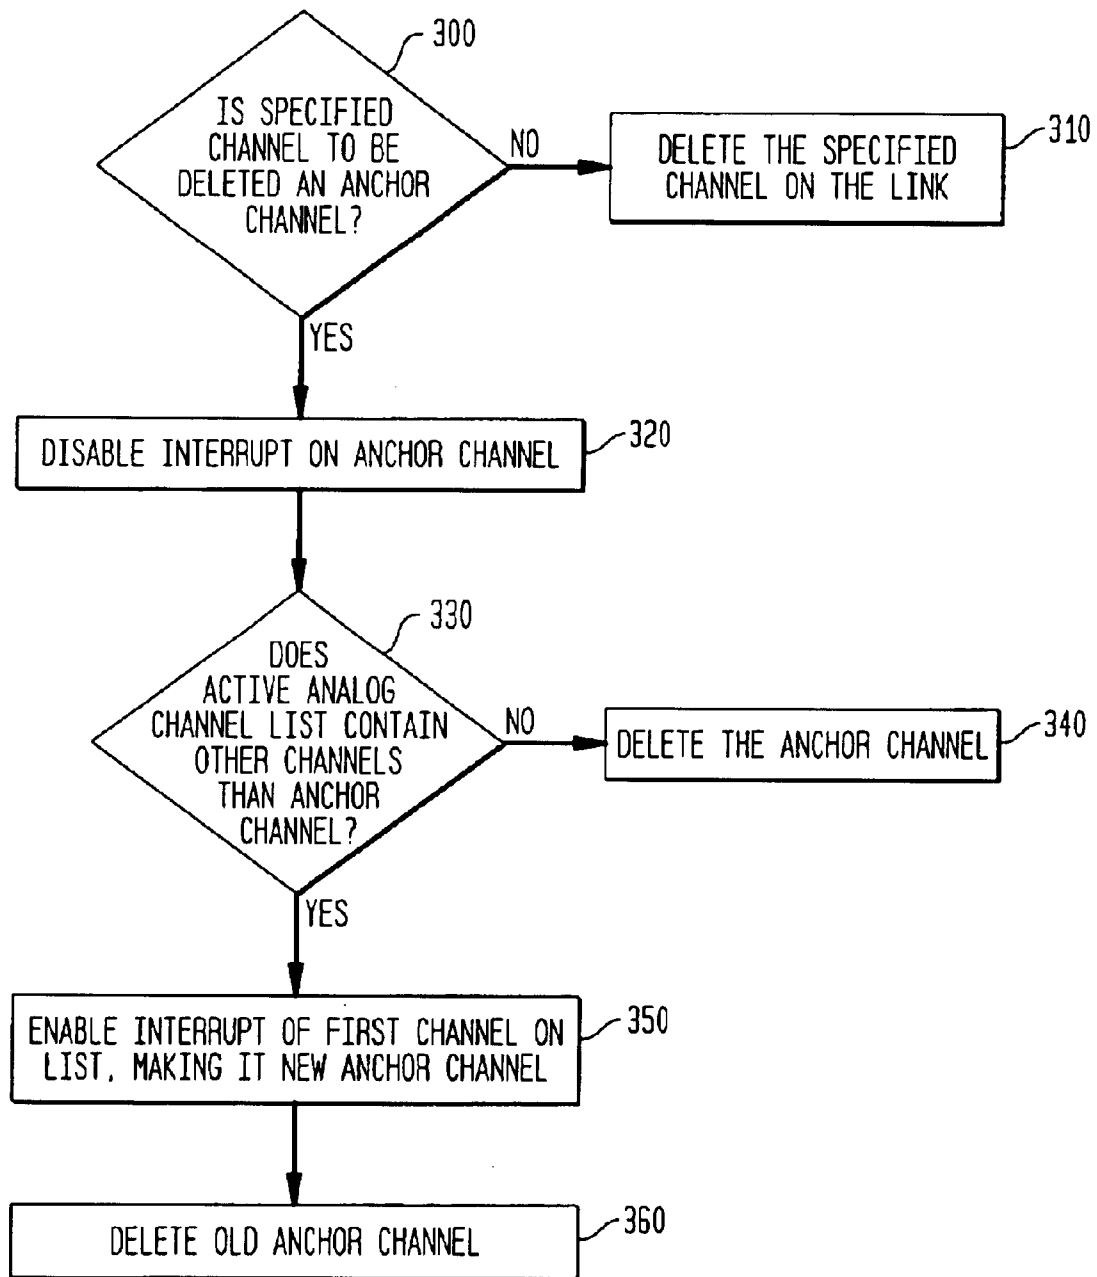 300
IS SPECIFIED
CHANNEL TO BE
DELETED AN ANCHOR
CHANNEL?
NO
DELETE THE SPECIFIED
CHANNEL ON THE LINK
310
YES
DISABLE INTERRUPT ON ANCHOR CHANNEL
320
330
DOES
ACTIVE ANALOG
CHANNEL LIST CONTAIN
OTHER CHANNELS
THAN ANCHOR
CHANNEL?
NO
DELETE THE ANCHOR CHANNEL
340
YES
ENABLE INTERRUPT OF FIRST CHANNEL ON
LIST, MAKING IT NEW ANCHOR CHANNEL
350
DELETE OLD ANCHOR CHANNEL
360